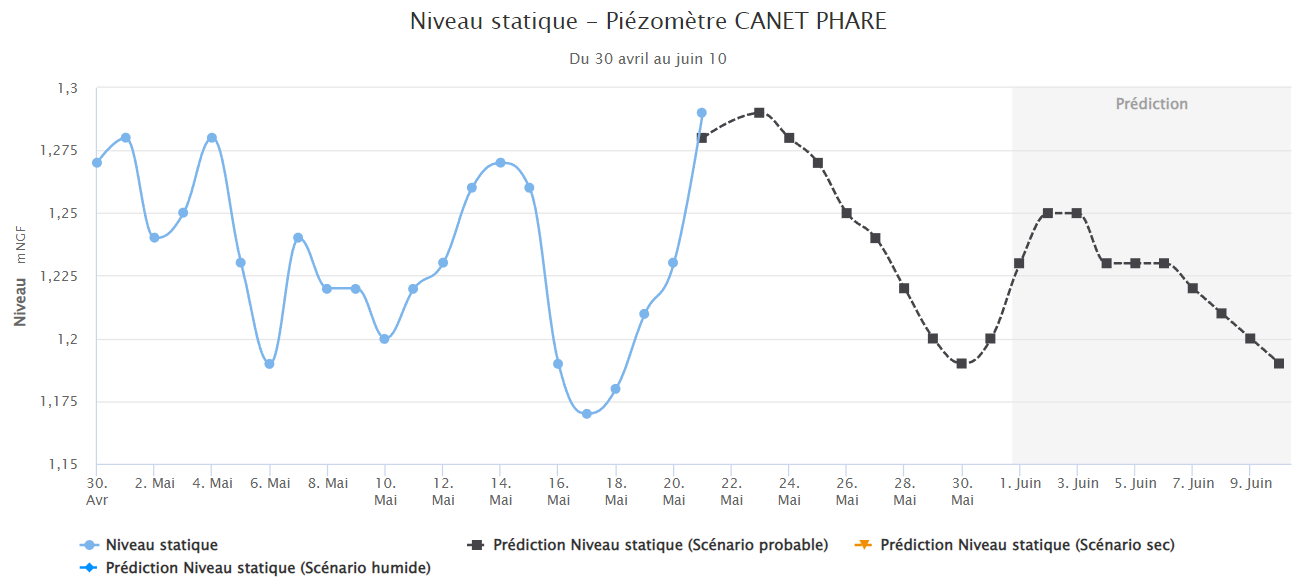 Niveau statique – Piézomètre CANET PHARE
Du 30 avril au juin 10
Prédiction
1,3
1,275
1,25
1,225
1,2
1,175
1,15
Niveau mNGF
30. Avr
2. Mai
4. Mai
6. Mai
8. Mai
10. Mai
12. Mai
14. Mai
16. Mai
18. Mai
20. Mai
22. Mai
24. Mai
26. Mai
28. Mai
30. Mai
1. Juin
3. Juin
5. Juin
7. Juin
9. Juin
Niveau statique
Prédiction Niveau statique (Scénario probable)
Prédiction Niveau statique (Scénario sec)
Prédiction Niveau statique (Scénario humide)